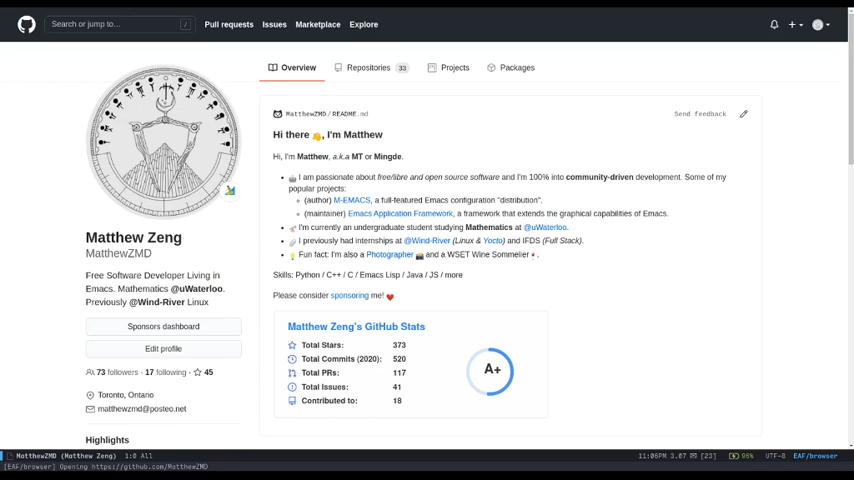 Search or jump to… /
Pull requests Issues Marketplace Explore
Overview Repositories 33 Projects Packages
MatthewZMD/README.md Send feedback
Hi there 👋, I'm Matthew
Hi, I'm Matthew, a.k.a MT or Mingde.
I am passionate about free/libre and open source software and I'm 100% into community-driven development. Some of my
popular projects:
(author) M-EMACS, a full-featured Emacs configuration "distribution".
(maintainer) Emacs Application Framework, a framework that extends the graphical capabilities of Emacs.
I'm currently an undergraduate student studying Mathematics at @uWaterloo.
I previously had internships at @Wind-River (Linux & Yocto) and IFDS (Full Stack).
Fun fact: I'm also a Photographer 📸 and a WSET Wine Sommelier 🍷.
Skills: Python / C++ / C / Emacs Lisp / Java / JS / more
Please consider sponsoring me! ❤️
Matthew Zeng's GitHub Stats
Total Stars: 373
Total Commits (2020): 520
Total PRs: 117
Total Issues: 41
Contributed to: 18
A+
Matthew Zeng
MatthewZMD
Free Software Developer Living in
Emacs. Mathematics @uWaterloo.
Previously @Wind-River Linux
Sponsors dashboard
Edit profile
73 followers · 17 following · 45
Toronto, Ontario
matthewzmd@posteo.net
Highlights
MatthewZMD (Matthew Zeng) 1:0 All 11:06PM 3.07 [23] 96% UTF-8 EAF/browser
[EAF/browser] Opening https://github.com/MatthewZMD